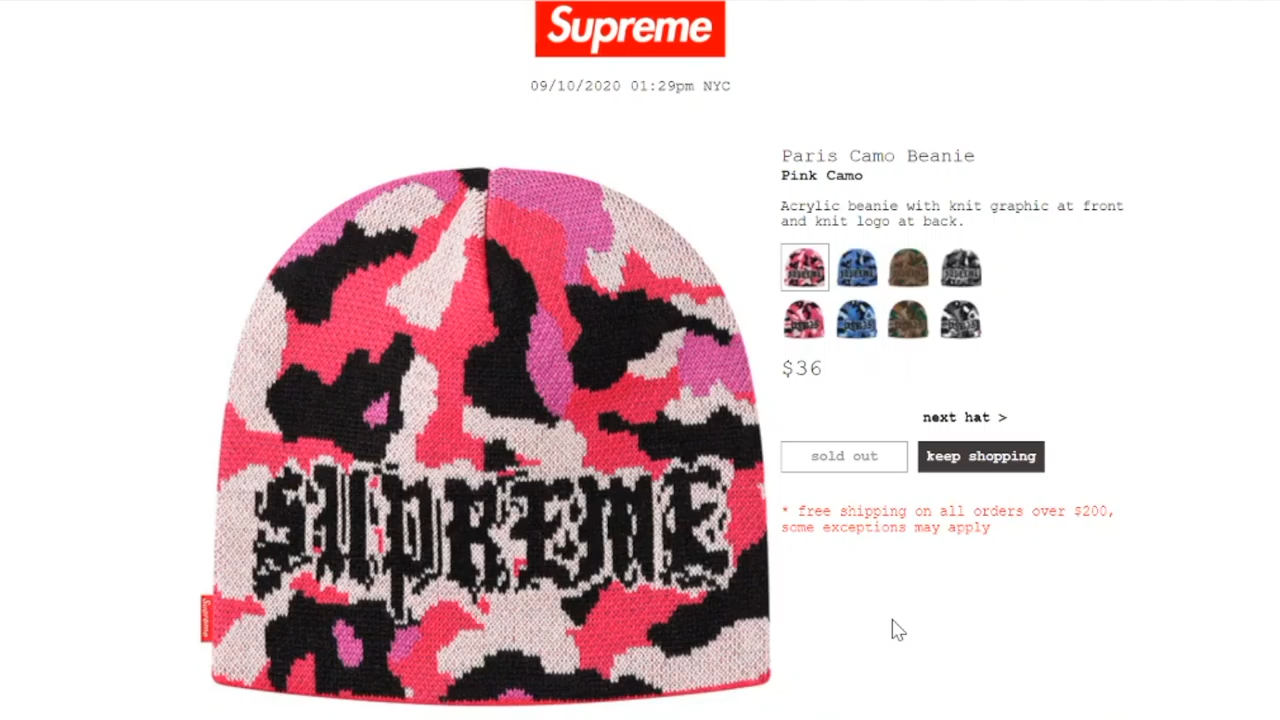 Supreme
09/10/2020 01:29pm NYC
Paris Camo Beanie
Pink Camo
Acrylic beanie with knit graphic at front
and knit logo at back.
$36
next hat >
sold out
keep shopping
* free shipping on all orders over $200,
some exceptions may apply
SUpREME
Supreme